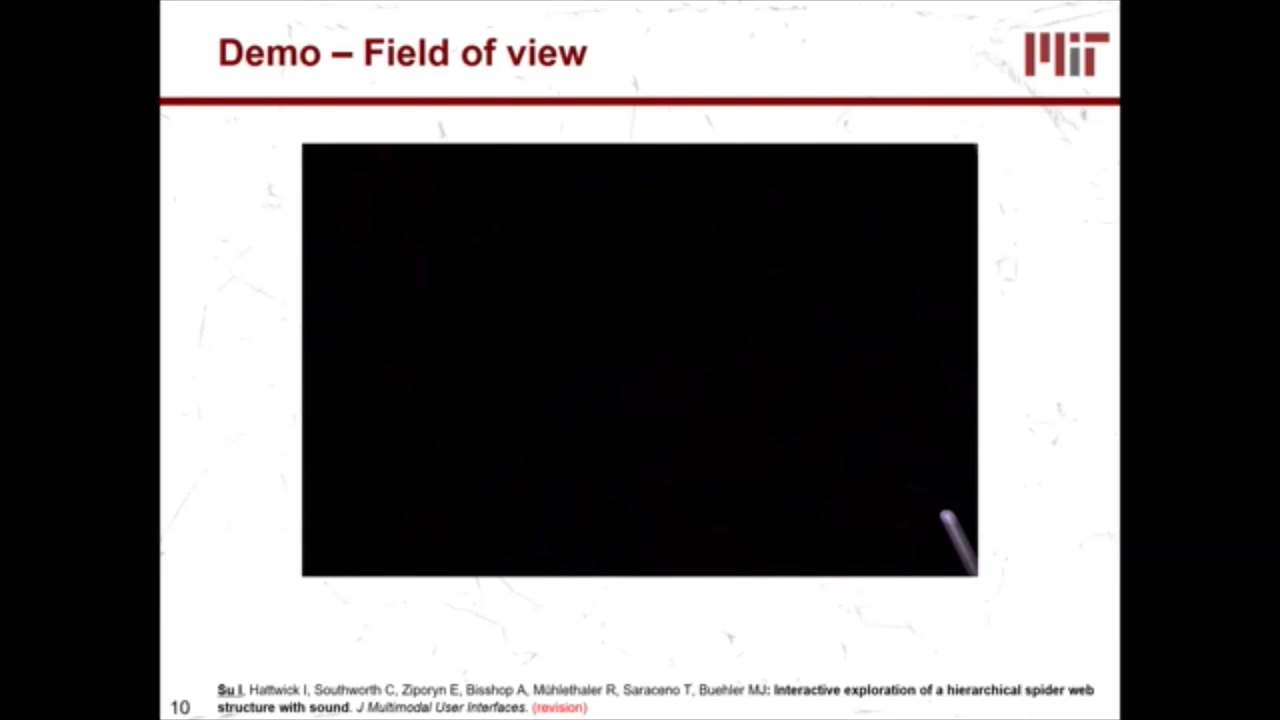 Demo – Field of view
MIT
Su I, Hattwick I, Southworth C, Ziporyn E, Bisshop A, Mühlethaler R, Saraceno T, Buehler MJ: Interactive exploration of a hierarchical spider web
structure with sound. J Multimodal User Interfaces. (revision)
10